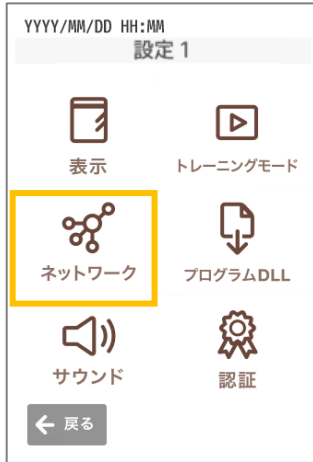 YYYY/MM/DD HH:MM
設定1
表示
トレーニングモード
ネットワーク
プログラムDLL
サウンド
認証
戻る